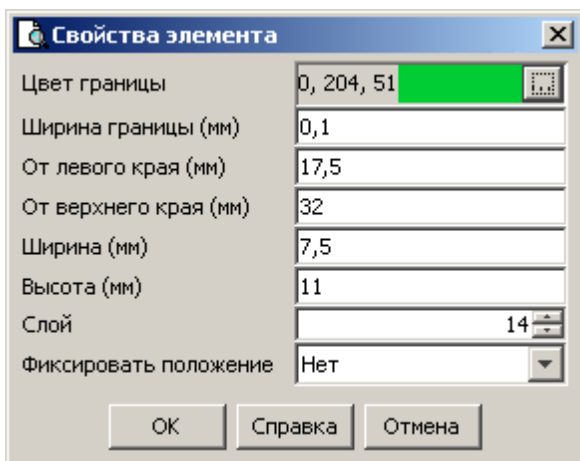 Свойства элемента
Цвет границы 0, 204, 51 ...
Ширина границы (мм) 0,1
От левого края (мм) 17,5
От верхнего края (мм) 32
Ширина (мм) 7,5
Высота (мм) 11
Слой 14
Фиксировать положение Нет
ОК Справка Отмена